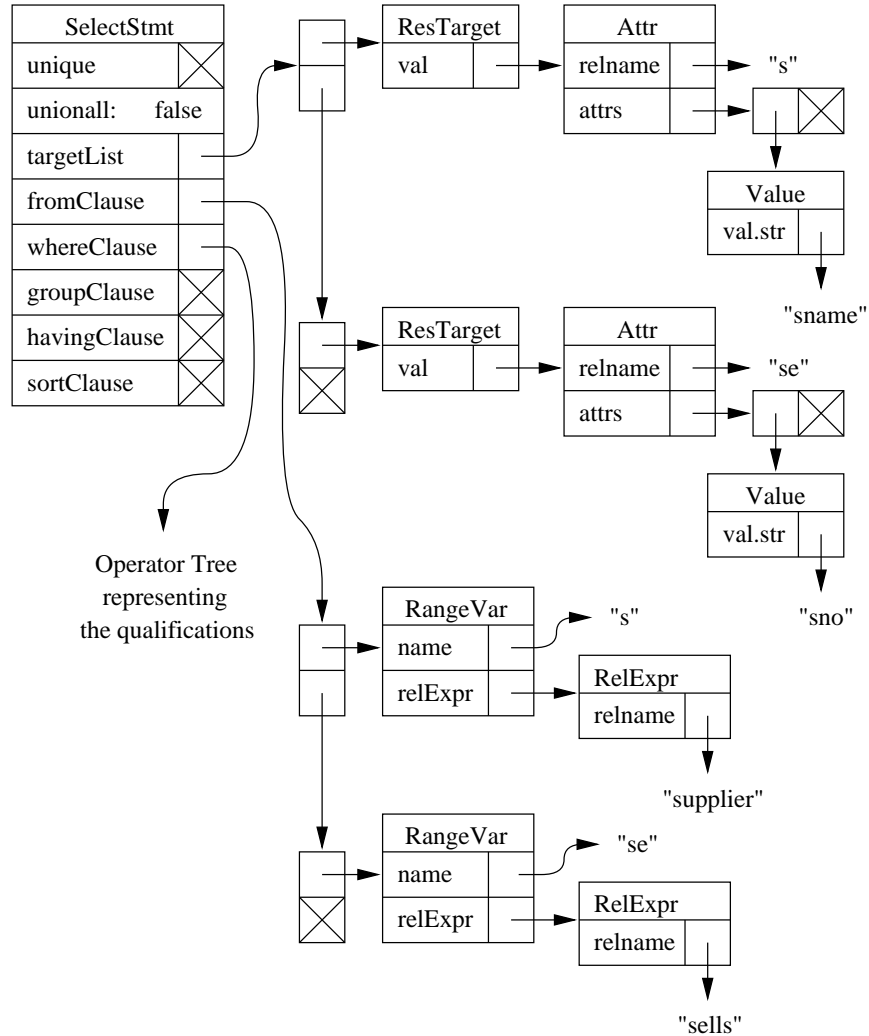 SelectStmt
unique
unionall: false
targetList
fromClause
whereClause
groupClause
havingClause
sortClause
ResTarget
val
Attr
relname
"s"
attrs
Value
val.str
"sname"
ResTarget
val
Attr
relname
"se"
attrs
Value
val.str
"sno"
Operator Tree
representing
the qualifications
RangeVar
name
"s"
relExpr
RelExpr
relname
"supplier"
RangeVar
name
"se"
relExpr
RelExpr
relname
"sells"